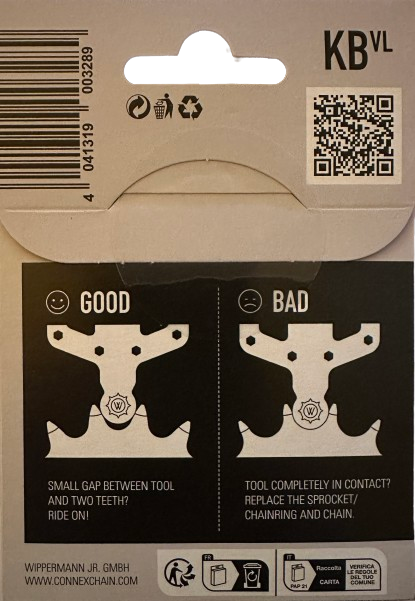 KBVL
4 041319 003289
GOOD
BAD
W
W
SMALL GAP BETWEEN TOOL
AND TWO TEETH?
RIDE ON!
TOOL COMPLETELY IN CONTACT?
REPLACE THE SPROCKET/
CHAINRING AND CHAIN.
WIPPERMANN JR. GMBH
WWW.CONNEXCHAIN.COM
FR
IT
PAP 21
Raccolta
CARTA
VERIFICA
LE REGOLE
DEL TUO
COMUNE